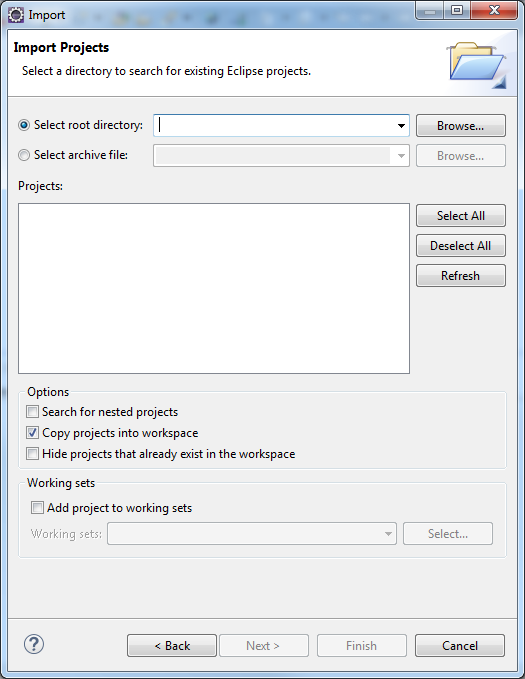 Import
Import Projects
Select a directory to search for existing Eclipse projects.
Select root directory:
Browse...
Select archive file:
Browse...
Projects:
Select All
Deselect All
Refresh
Options
Search for nested projects
Copy projects into workspace
Hide projects that already exist in the workspace
Working sets
Add project to working sets
Working sets:
Select...
?
< Back
Next >
Finish
Cancel